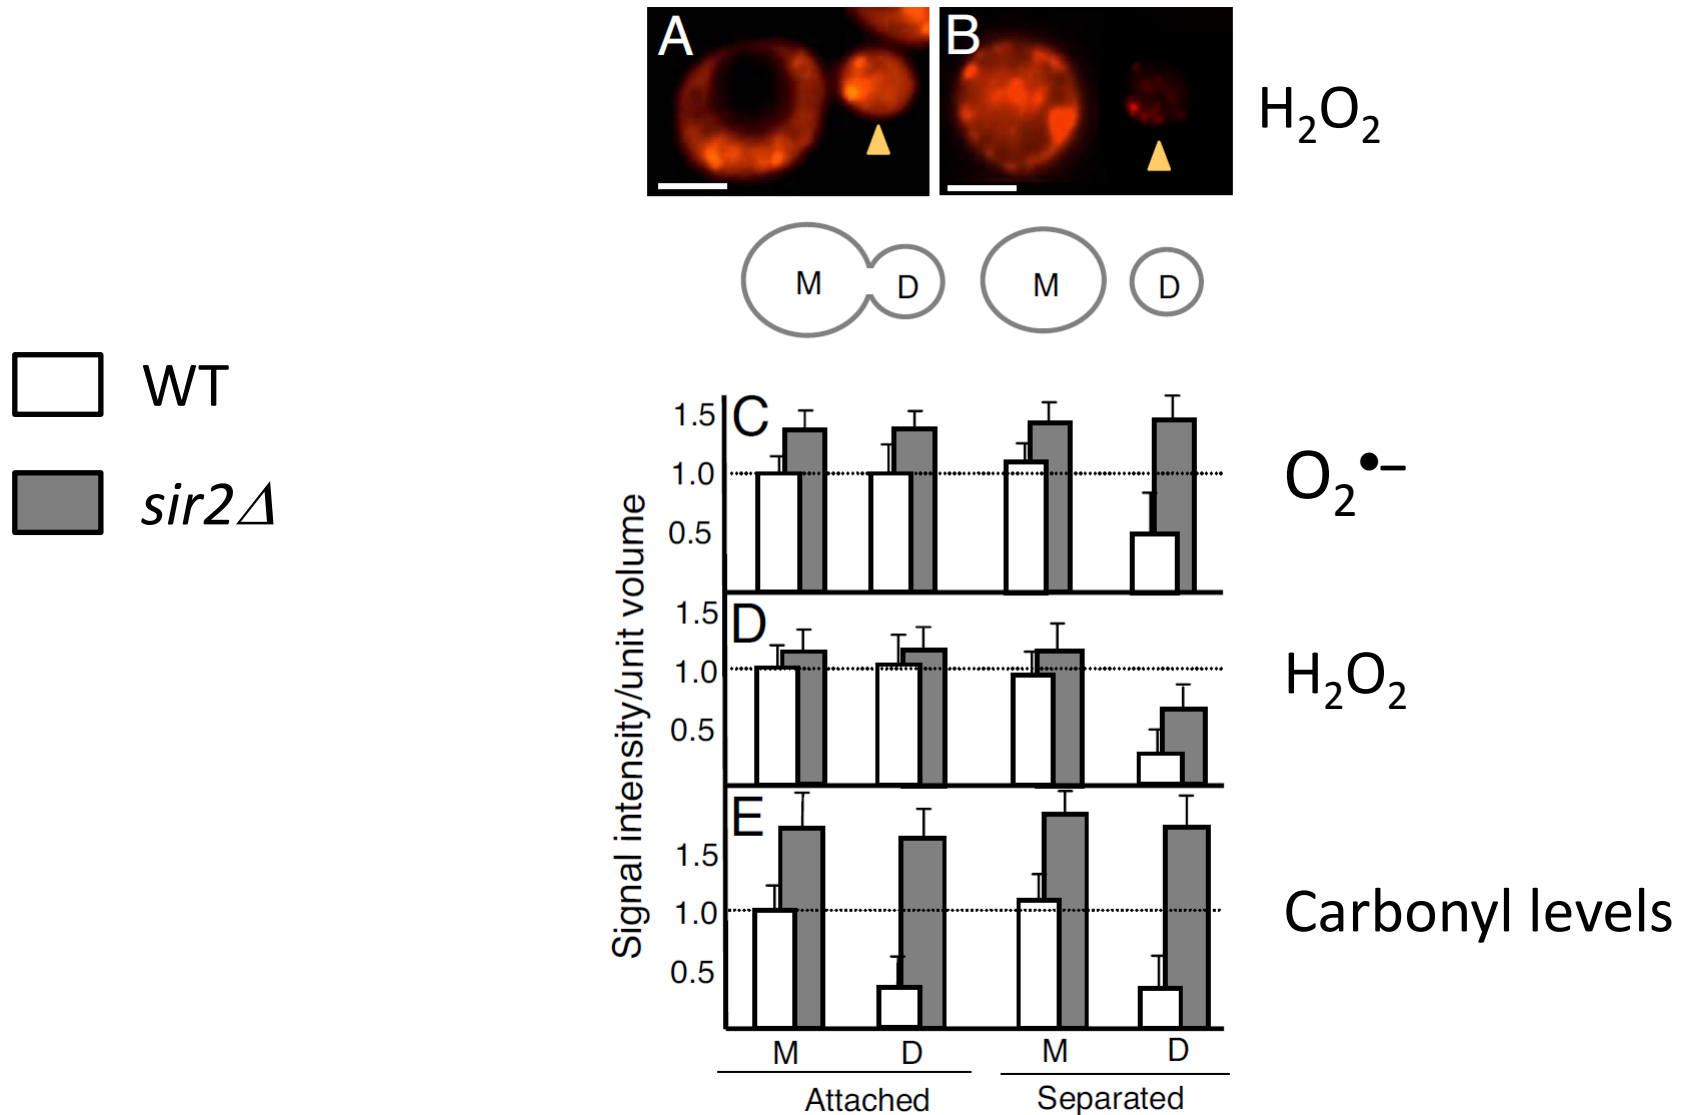 A
B
H₂O₂
M
D
M
D
WT
sir2Δ
Signal intensity/unit volume
C
1.5
1.0
0.5
O₂•–
D
1.5
1.0
0.5
H₂O₂
E
1.5
1.0
0.5
Carbonyl levels
M D M D
Attached Separated